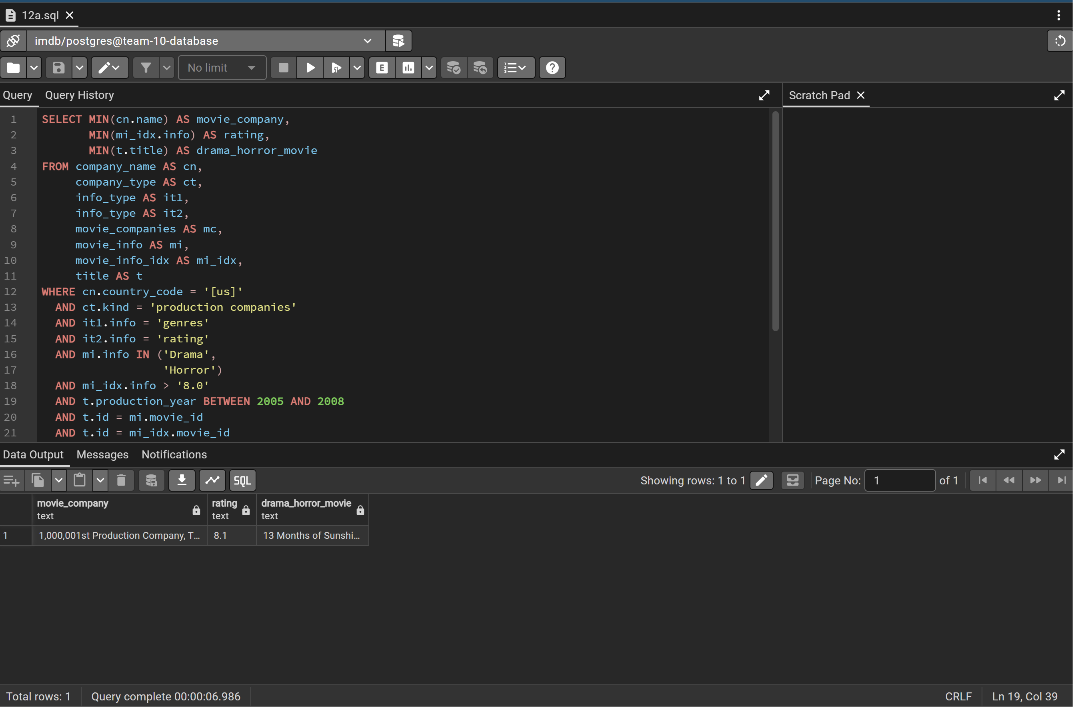 12a.sql
imdb/postgres@team-10-database
No limit
E
Query Query History
Scratch Pad
1 SELECT MIN(cn.name) AS movie_company,
2 MIN(mi_idx.info) AS rating,
3 MIN(t.title) AS drama_horror_movie
4 FROM company_name AS cn,
5 company_type AS ct,
6 info_type AS it1,
7 info_type AS it2,
8 movie_companies AS mc,
9 movie_info AS mi,
10 movie_info_idx AS mi_idx,
11 title AS t
12 WHERE cn.country_code = '[us]'
13 AND ct.kind = 'production companies'
14 AND it1.info = 'genres'
15 AND it2.info = 'rating'
16 AND mi.info IN ('Drama',
17 'Horror')
18 AND mi_idx.info > '8.0'
19 AND t.production_year BETWEEN 2005 AND 2008
20 AND t.id = mi.movie_id
21 AND t.id = mi_idx.movie_id
Data Output Messages Notifications
SQL
Showing rows: 1 to 1
Page No: 1 of 1
movie_company rating drama_horror_movie
text text text
1 1,000,001st Production Company, T... 8.1 13 Months of Sunshi...
Total rows: 1 Query complete 00:00:06.986 CRLF Ln 19, Col 39